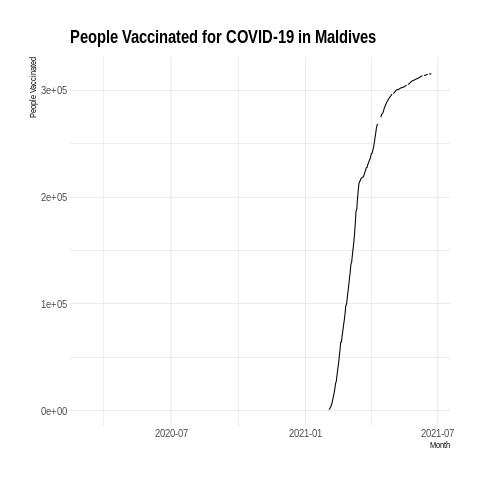 People Vaccinated for COVID-19 in Maldives
People Vaccinated
3e+05
2e+05
1e+05
0e+00
2020-07
2021-01
2021-07
Month